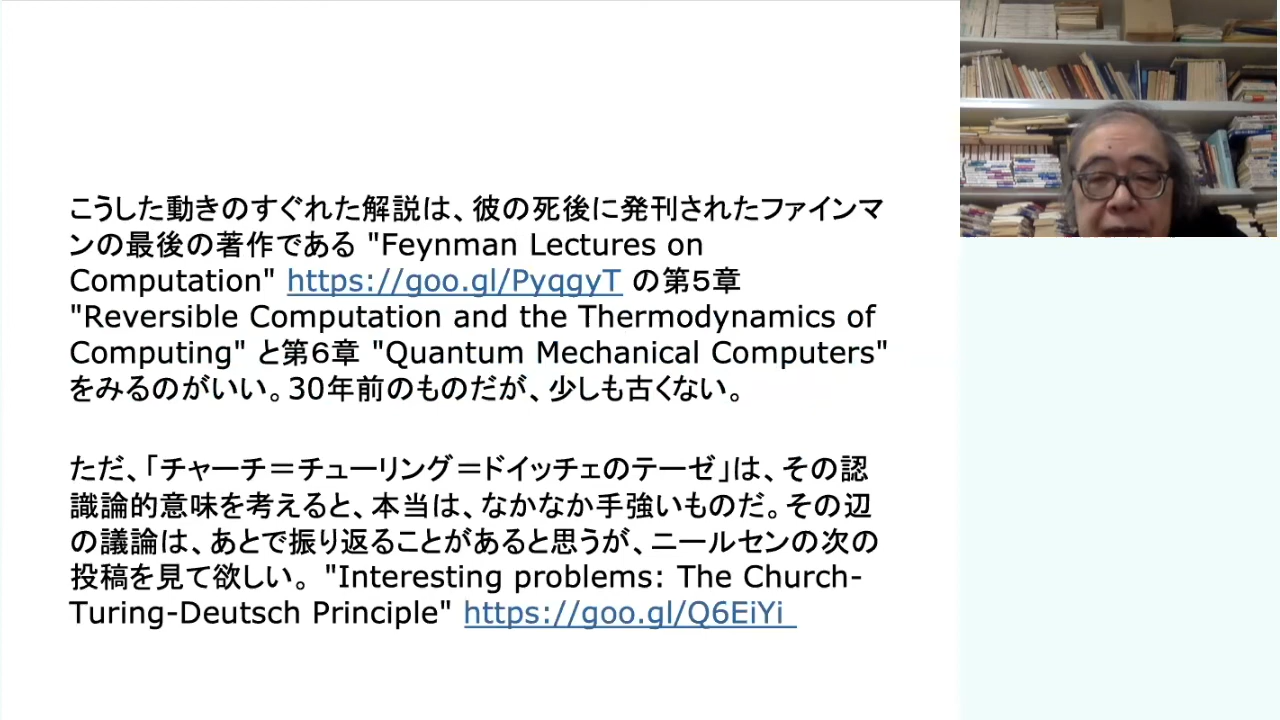 こうした動きのすぐれた解説は、彼の死後に発刊されたファインマ
ンの最後の著作である "Feynman Lectures on
Computation" https://goo.gl/PyqgyT の第５章
"Reversible Computation and the Thermodynamics of
Computing" と第６章 "Quantum Mechanical Computers"
をみるのがいい。30年前のものだが、少しも古くない。
ただ、「チャーチ＝チューリング＝ドイッチェのテーゼ」は、その認
識論的意味を考えると、本当は、なかなか手強いものだ。その辺
の議論は、あとで振り返ることがあると思うが、ニールセンの次の
投稿を見て欲しい。 "Interesting problems: The Church-
Turing-Deutsch Principle" https://goo.gl/Q6EiYi